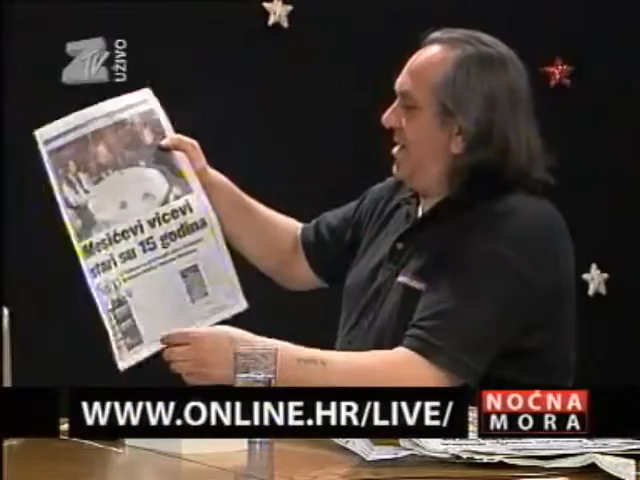 Z
TV
UŽIVO
Mesićevi vicevi
stari su 15 godina
WWW.ONLINE.HR/LIVE/
NOĆNA
MORA